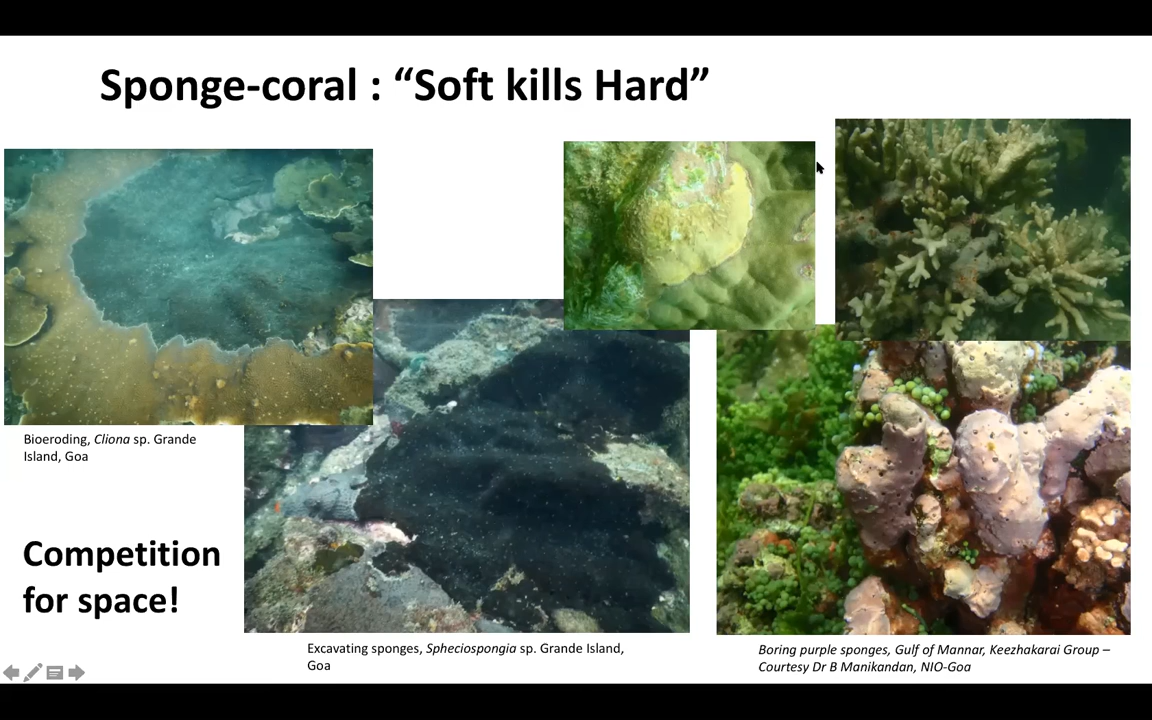 Sponge-coral : “Soft kills Hard”
Bioeroding, Cliona sp. Grande
Island, Goa
Competition
for space!
Excavating sponges, Spheciospongia sp. Grande Island,
Goa
Boring purple sponges, Gulf of Mannar, Keezhakarai Group –
Courtesy Dr B Manikandan, NIO-Goa